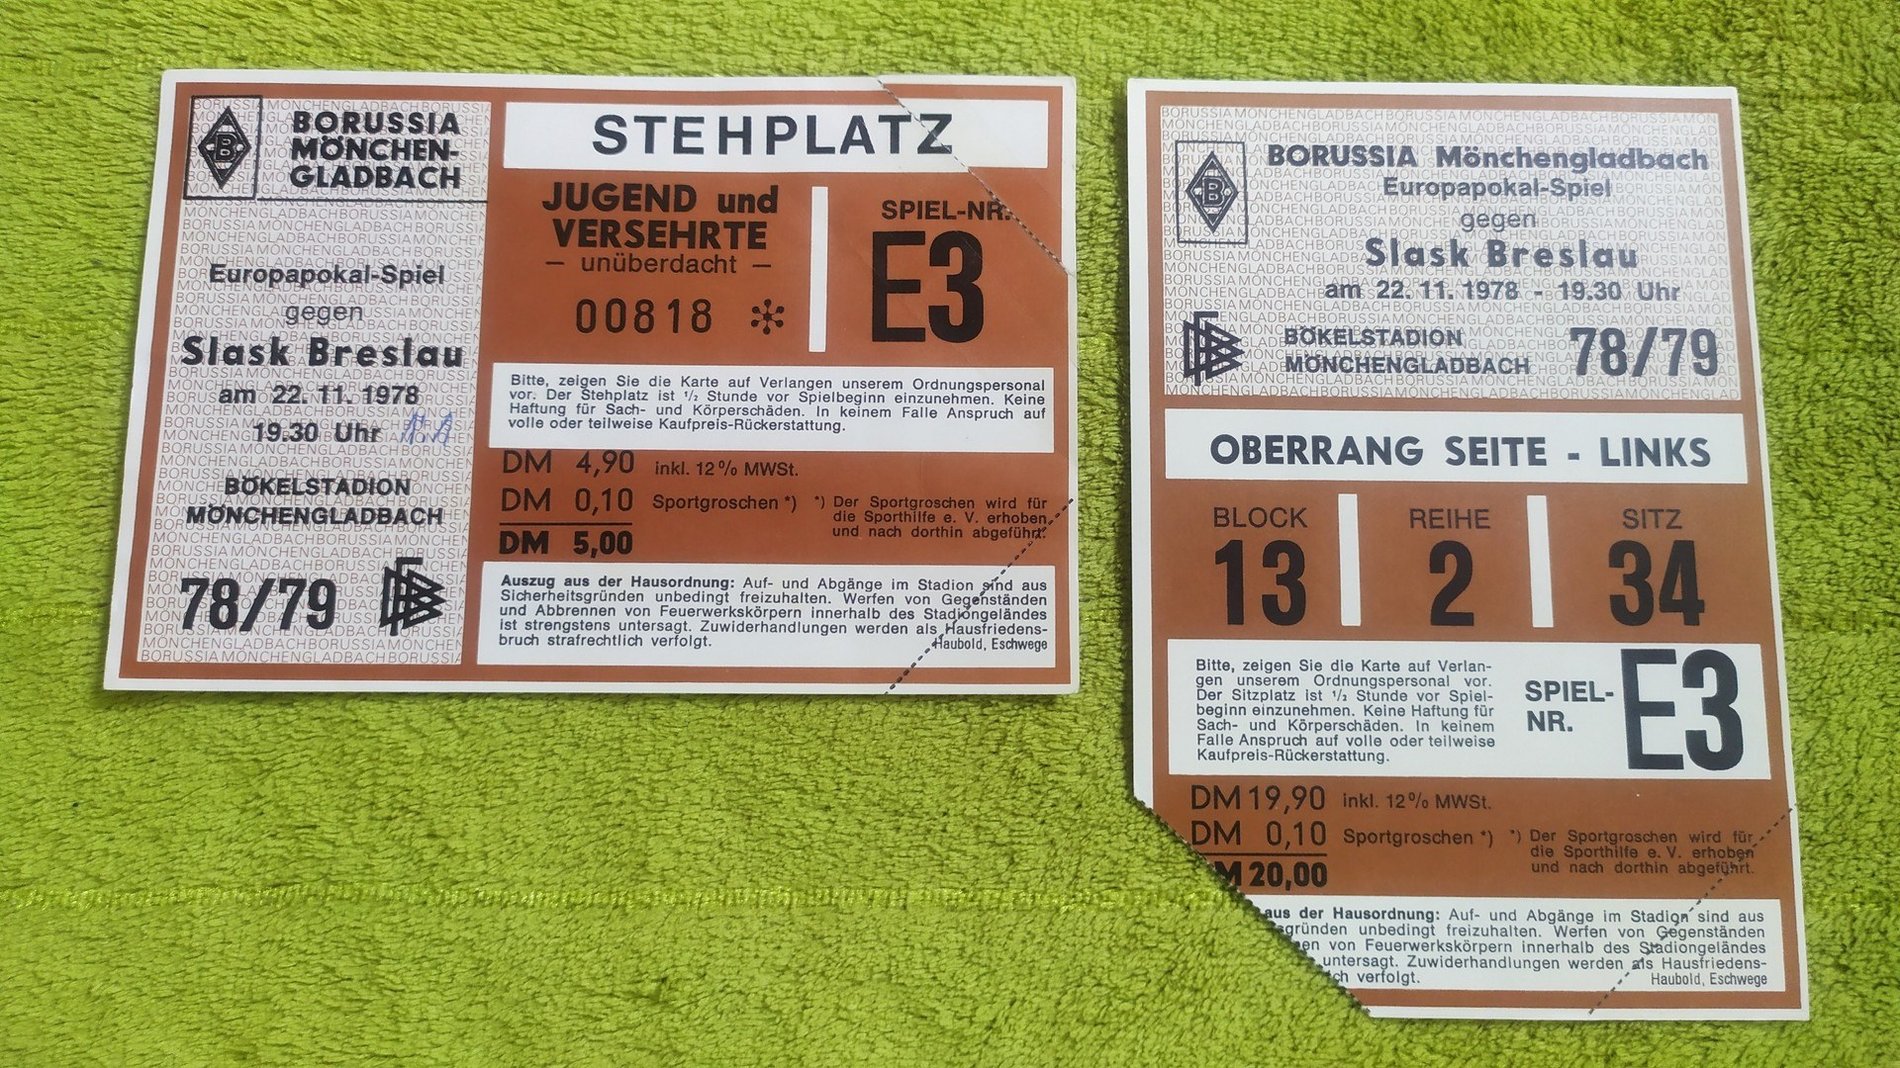 BORUSSIA
MÖNCHEN-
GLADBACH
Europapokal-Spiel
gegen
Slask Breslau
am 22. 11. 1978
19.30 Uhr
BÖKELSTADION
MÖNCHENGLADBACH
78/79
STEHPLATZ
JUGEND und
VERSEHRTE
— unüberdacht —
00818 *
SPIEL-NR.
E3
Bitte, zeigen Sie die Karte auf Verlangen unserem Ordnungspersonal
vor. Der Stehplatz ist ½ Stunde vor Spielbeginn einzunehmen. Keine
Haftung für Sach- und Körperschäden. In keinem Falle Anspruch auf
volle oder teilweise Kaufpreis-Rückerstattung.
DM 4,90 inkl. 12% MWSt.
DM 0,10 Sportgroschen *)
DM 5,00
*) Der Sportgroschen wird für
die Sporthilfe e. V. erhoben
und nach dorthin abgeführt.
Auszug aus der Hausordnung: Auf- und Abgänge im Stadion sind aus
Sicherheitsgründen unbedingt freizuhalten. Werfen von Gegenständen
und Abbrennen von Feuerwerkskörpern innerhalb des Stadiongeländes
ist strengstens untersagt. Zuwiderhandlungen werden als Hausfriedens-
bruch strafrechtlich verfolgt.
Haubold, Eschwege
BORUSSIA Mönchengladbach
Europapokal-Spiel
gegen
Slask Breslau
am 22. 11. 1978 - 19.30 Uhr
BÖKELSTADION
MÖNCHENGLADBACH
78/79
OBERRANG SEITE - LINKS
BLOCK REIHE SITZ
13 2 34
Bitte, zeigen Sie die Karte auf Verlan-
gen unserem Ordnungspersonal vor.
Der Sitzplatz ist ½ Stunde vor Spiel-
beginn einzunehmen. Keine Haftung für
Sach- und Körperschäden. In keinem
Falle Anspruch auf volle oder teilweise
Kaufpreis-Rückerstattung.
SPIEL-
NR.
E3
DM 19,90 inkl. 12% MWSt.
DM 0,10 Sportgroschen *)
M 20,00
*) Der Sportgroschen wird für
die Sporthilfe e. V. erhoben
und nach dorthin abgeführt.
aus der Hausordnung: Auf- und Abgänge im Stadion sind aus
sgründen unbedingt freizuhalten. Werfen von Gegenständen
en von Feuerwerkskörpern innerhalb des Stadiongeländes
untersagt. Zuwiderhandlungen werden als Hausfriedens-
ch verfolgt.
Haubold, Eschwege